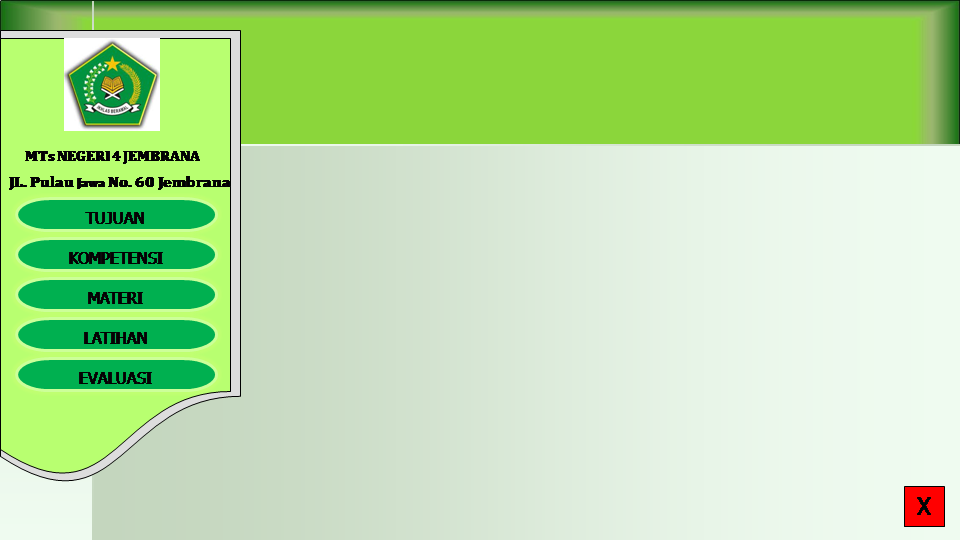 IKHLAS BERAMAL
MTs NEGERI 4 JEMBRANA
JL. Pulau Jawa No. 60 Jembrana
TUJUAN
KOMPETENSI
MATERI
LATIHAN
EVALUASI
X